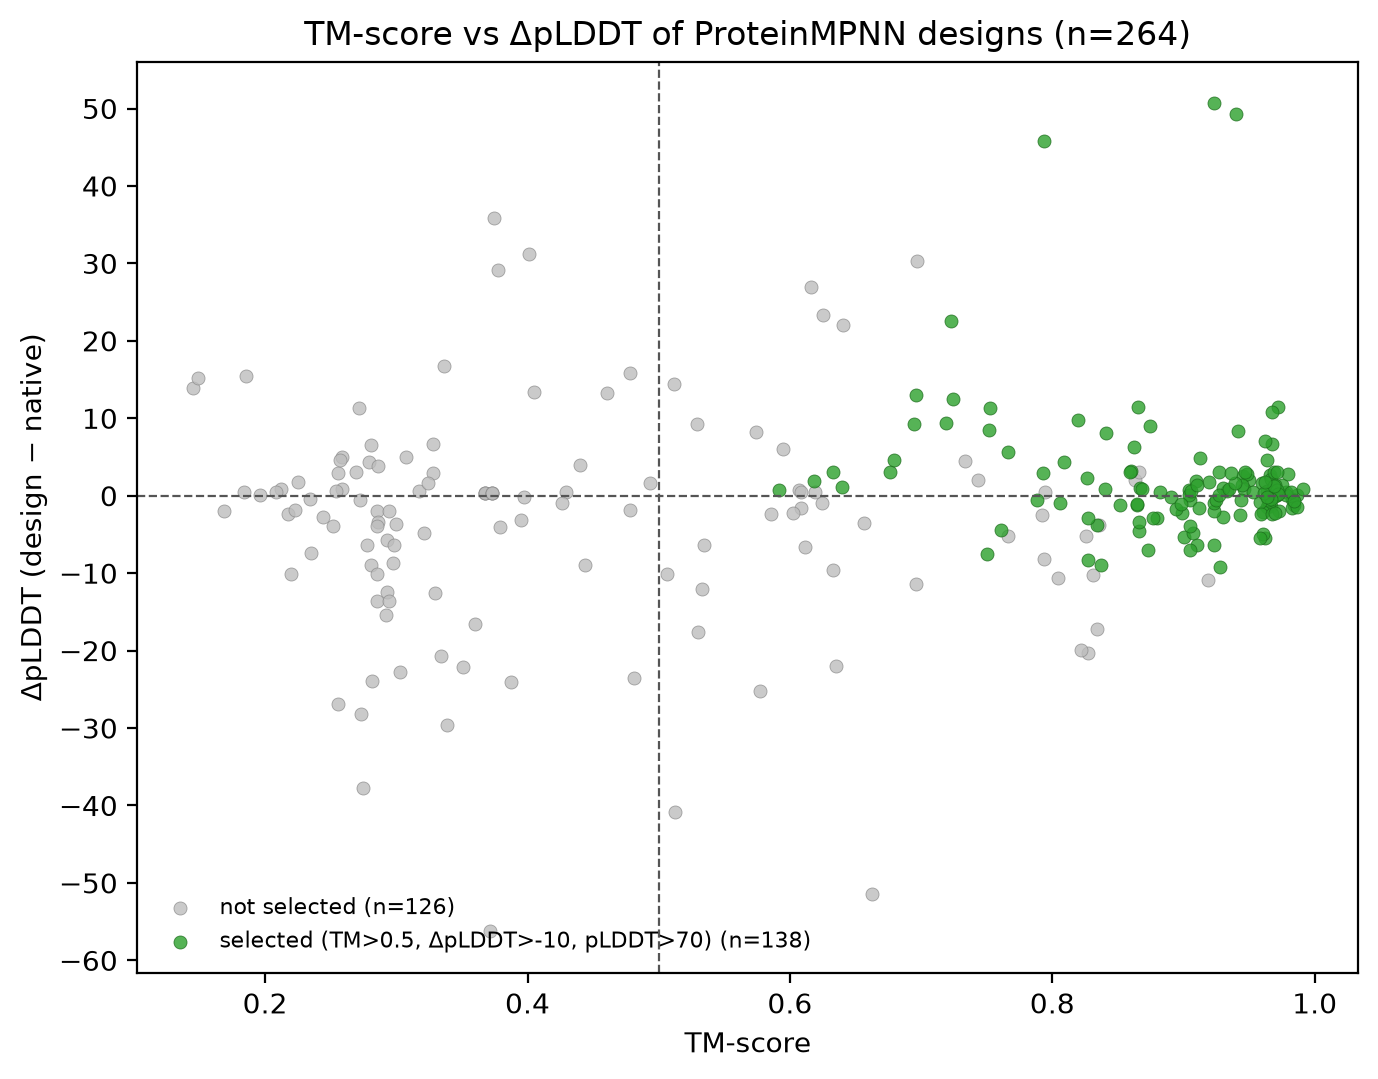 TM-score vs ΔpLDDT of ProteinMPNN designs (n=264)
ΔpLDDT (design − native)
50
40
30
20
10
0
−10
−20
−30
−40
−50
−60
not selected (n=126)
selected (TM>0.5, ΔpLDDT>-10, pLDDT>70) (n=138)
0.2 0.4 0.6 0.8 1.0
TM-score